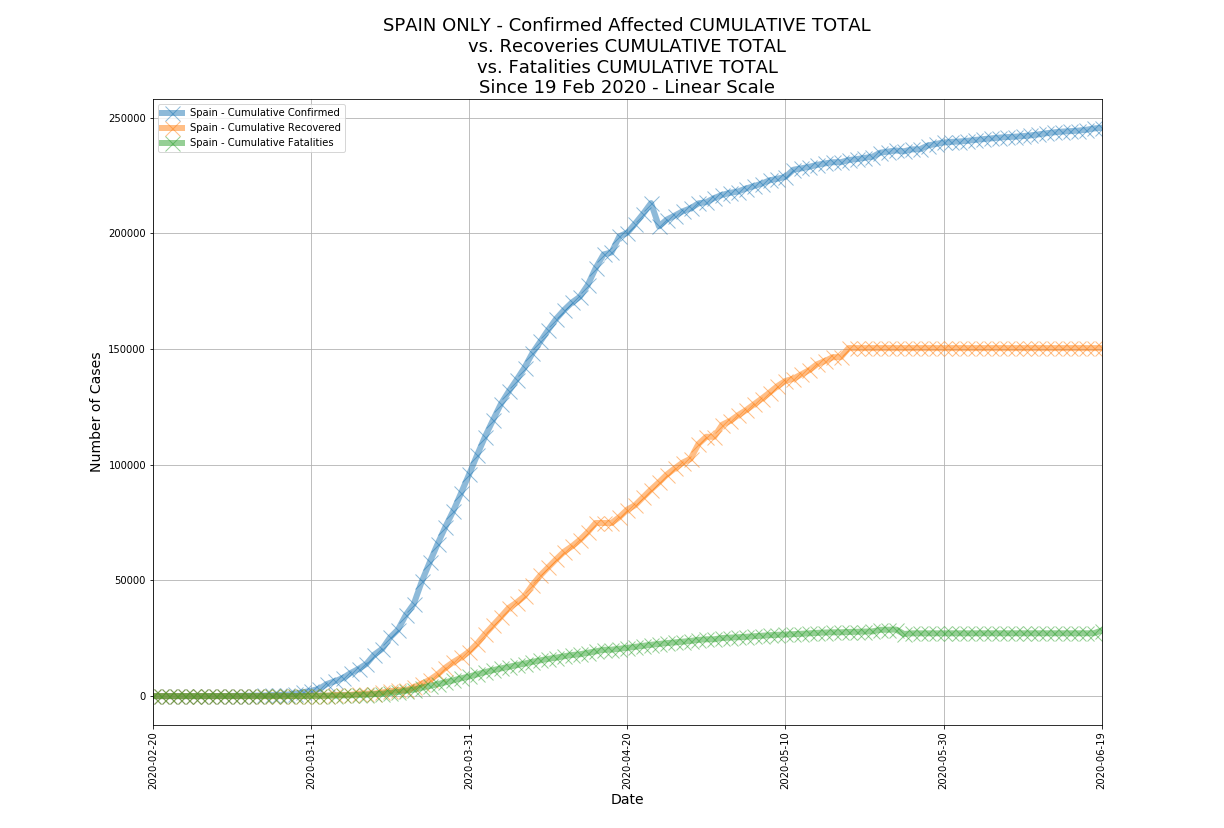 SPAIN ONLY - Confirmed Affected CUMULATIVE TOTAL
vs. Recoveries CUMULATIVE TOTAL
vs. Fatalities CUMULATIVE TOTAL
Since 19 Feb 2020 - Linear Scale
Spain - Cumulative Confirmed
Spain - Cumulative Recovered
Spain - Cumulative Fatalities
Number of Cases
250000
200000
150000
100000
50000
0
2020-02-20
2020-03-11
2020-03-31
2020-04-20
2020-05-10
2020-05-30
2020-06-19
Date